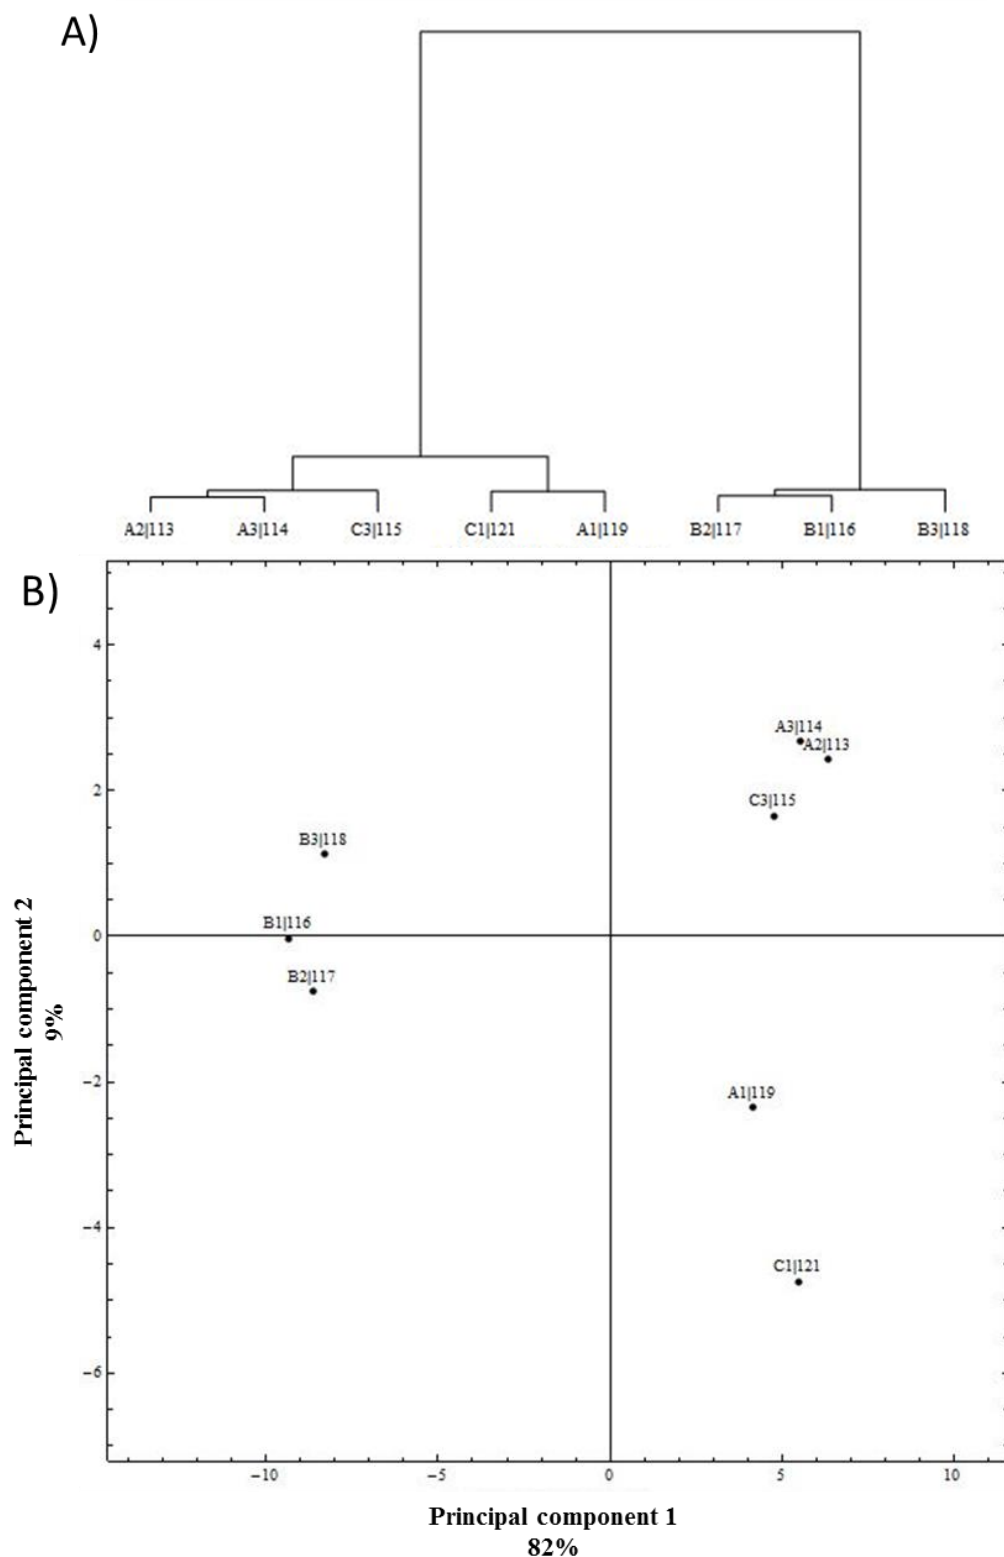 A)
A2|113 A3|114 C3|115 C1|121 A1|119 B2|117 B1|116 B3|118
B)
4
A3|114
A2|113
2
C3|115
B3|118
B1|116
0
B2|117
−2
A1|119
−4
C1|121
−6
−10 −5 0 5 10
Principal component 2
9%
Principal component 1
82%